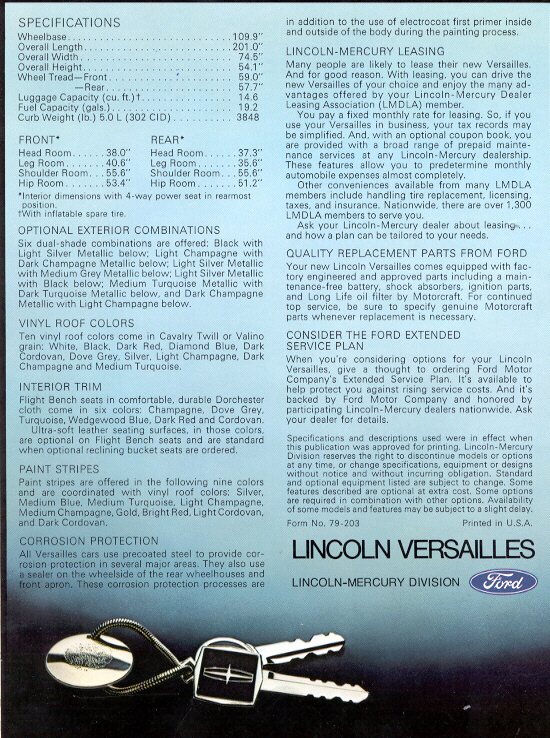 SPECIFICATIONS
Wheelbase..............................109.9"
Overall Length.........................201.0"
Overall Width..........................74.5"
Overall Height.........................54.1"
Wheel Tread—Front......................59.0"
—Rear..........................57.7"
Luggage Capacity (cu. ft.)†............14.6
Fuel Capacity (gals.)..................19.2
Curb Weight (lb.) 5.0 L (302 CID)......3848
FRONT*
Head Room......38.0"
Leg Room.......40.6"
Shoulder Room..55.6"
Hip Room.......53.4"
REAR*
Head Room......37.3"
Leg Room.......35.6"
Shoulder Room..55.6"
Hip Room.......51.2"
*Interior dimensions with 4-way power seat in rearmost
position.
†With inflatable spare tire.
OPTIONAL EXTERIOR COMBINATIONS
Six dual-shade combinations are offered: Black with
Light Silver Metallic below; Light Champagne with
Dark Champagne Metallic below; Light Silver Metallic
with Medium Grey Metallic below; Light Silver Metallic
with Black below; Medium Turquoise Metallic with
Dark Turquoise Metallic below, and Dark Champagne
Metallic with Light Champagne below.
VINYL ROOF COLORS
Ten vinyl roof colors come in Cavalry Twill or Valino
grain: White, Black, Dark Red, Diamond Blue, Dark
Cordovan, Dove Grey, Silver, Light Champagne, Dark
Champagne and Medium Turquoise.
INTERIOR TRIM
Flight Bench seats in comfortable, durable Dorchester
cloth come in six colors: Champagne, Dove Grey,
Turquoise, Wedgewood Blue, Dark Red and Cordovan.
Ultra-soft leather seating surfaces, in those colors,
are optional on Flight Bench seats and are standard
when optional reclining bucket seats are ordered.
PAINT STRIPES
Paint stripes are offered in the following nine colors
and are coordinated with vinyl roof colors: Silver,
Medium Blue, Medium Turquoise, Light Champagne,
Medium Champagne, Gold, Bright Red, Light Cordovan,
and Dark Cordovan.
CORROSION PROTECTION
All Versailles cars use precoated steel to provide cor-
rosion protection in several major areas. They also use
a sealer on the wheelside of the rear wheelhouses and
front apron. These corrosion protection processes are
in addition to the use of electrocoat first primer inside
and outside of the body during the painting process.
LINCOLN-MERCURY LEASING
Many people are likely to lease their new Versailles.
And for good reason. With leasing, you can drive the
new Versailles of your choice and enjoy the many ad-
vantages offered by your Lincoln-Mercury Dealer
Leasing Association (LMDLA) member.
You pay a fixed monthly rate for leasing. So, if you
use your Versailles in business, your tax records may
be simplified. And, with an optional coupon book, you
are provided with a broad range of prepaid mainte-
nance services at any Lincoln-Mercury dealership.
These features allow you to predetermine monthly
automobile expenses almost completely.
Other conveniences available from many LMDLA
members include handling tire replacement, licensing,
taxes, and insurance. Nationwide, there are over 1,300
LMDLA members to serve you.
Ask your Lincoln-Mercury dealer about leasing...
and how a plan can be tailored to your needs.
QUALITY REPLACEMENT PARTS FROM FORD
Your new Lincoln Versailles comes equipped with fac-
tory engineered and approved parts including a main-
tenance-free battery, shock absorbers, ignition parts,
and Long Life oil filter by Motorcraft. For continued
top service, be sure to specify genuine Motorcraft
parts whenever replacement is necessary.
CONSIDER THE FORD EXTENDED
SERVICE PLAN
When you're considering options for your Lincoln
Versailles, give a thought to ordering Ford Motor
Company's Extended Service Plan. It's available to
help protect you against rising service costs. And it's
backed by Ford Motor Company and honored by
participating Lincoln-Mercury dealers nationwide. Ask
your dealer for details.
Specifications and descriptions used were in effect when
this publication was approved for printing. Lincoln-Mercury
Division reserves the right to discontinue models or options
at any time, or change specifications, equipment or designs
without notice and without incurring obligation. Standard
and optional equipment listed are subject to change. Some
features described are optional at extra cost. Some options
are required in combination with other options. Availability
of some models and features may be subject to a slight delay.
Form No. 79-203 Printed in U.S.A.
LINCOLN VERSAILLES
LINCOLN-MERCURY DIVISION Ford